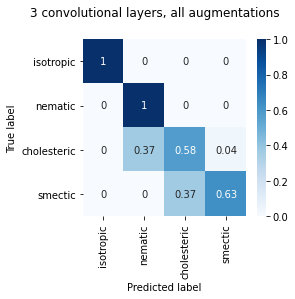 3 convolutional layers, all augmentations
True label
isotropic 1 0 0 0
nematic 0 1 0 0
cholesteric 0 0.37 0.58 0.04
smectic 0 0 0.37 0.63
isotropic
nematic
cholesteric
smectic
Predicted label
1.0
0.8
0.6
0.4
0.2
0.0